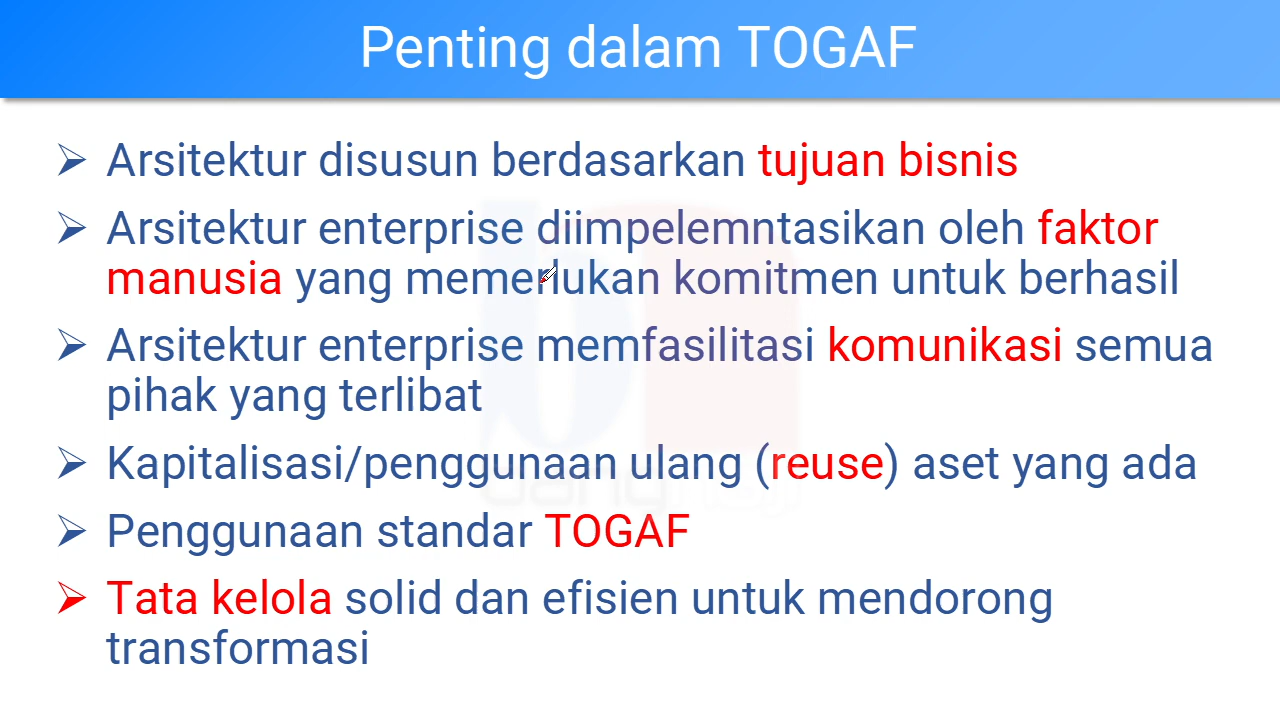 Penting dalam TOGAF
Arsitektur disusun berdasarkan tujuan bisnis
Arsitektur enterprise diimpelemntasikan oleh faktor
manusia yang memerlukan komitmen untuk berhasil
Arsitektur enterprise memfasilitasi komunikasi semua
pihak yang terlibat
Kapitalisasi/penggunaan ulang (reuse) aset yang ada
Penggunaan standar TOGAF
Tata kelola solid dan efisien untuk mendorong
transformasi